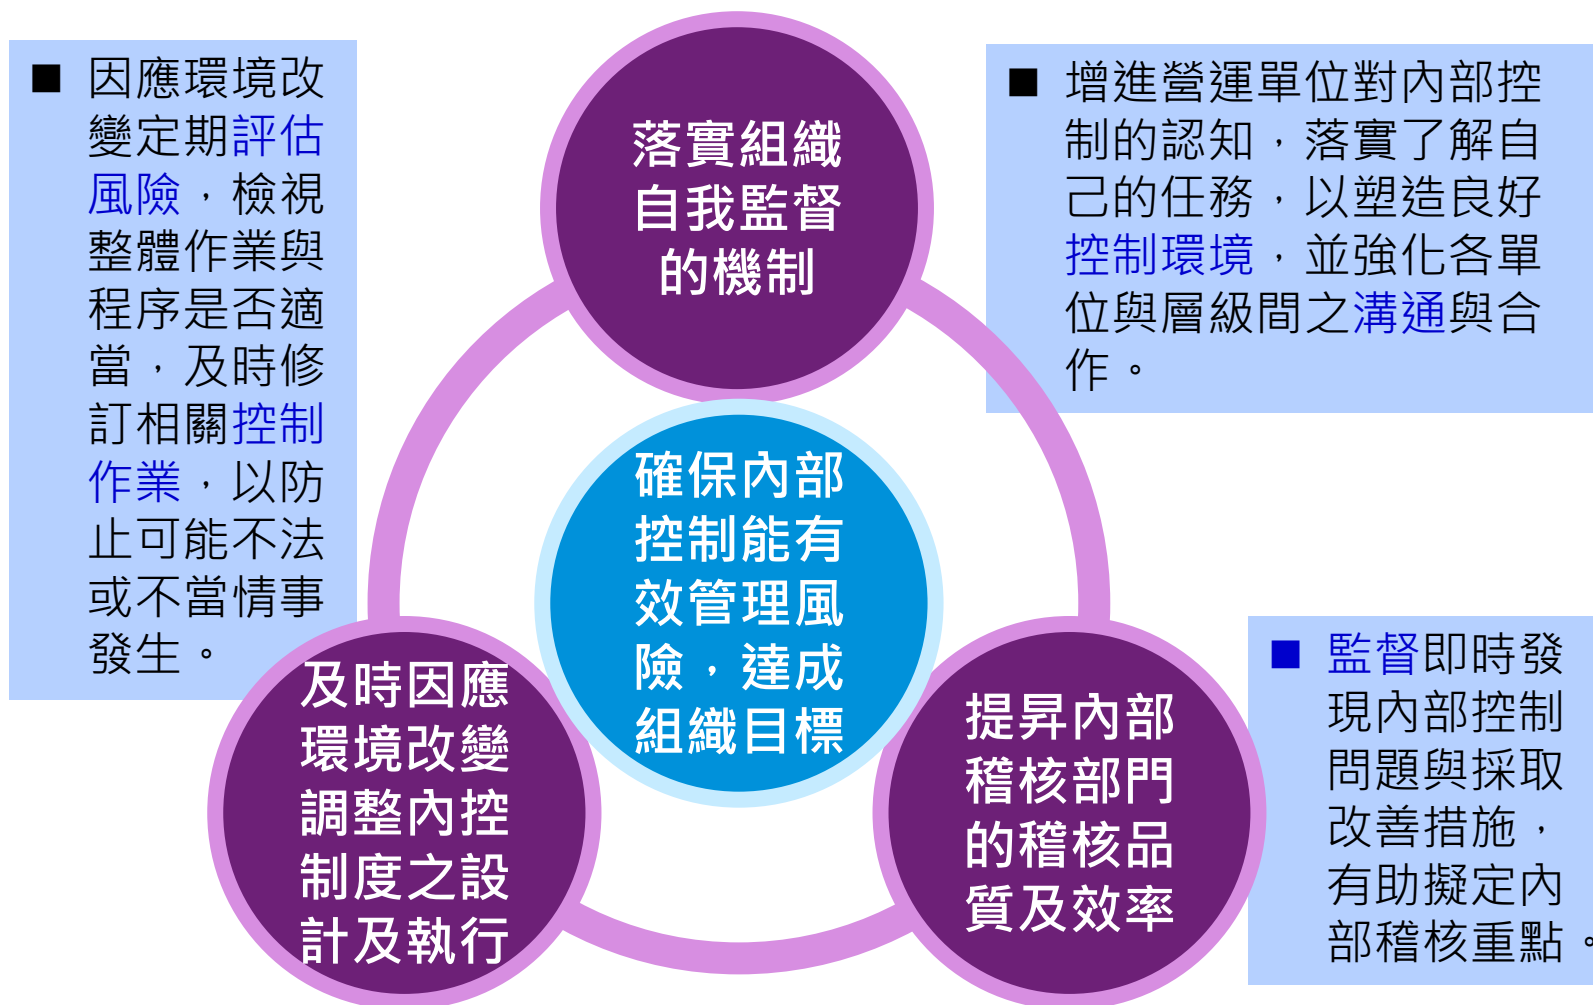 ■ 因應環境改
變定期評估
風險，檢視
整體作業與
程序是否適
當，及時修
訂相關控制
作業，以防
止可能不法
或不當情事
發生。
落實組織
自我監督
的機制
■ 增進營運單位對內部控
制的認知，落實了解自
己的任務，以塑造良好
控制環境，並強化各單
位與層級間之溝通與合
作。
確保內部
控制能有
效管理風
險，達成
組織目標
及時因應
環境改變
調整內控
制度之設
計及執行
提昇內部
稽核部門
的稽核品
質及效率
■ 監督即時發
現內部控制
問題與採取
改善措施，
有助擬定內
部稽核重點。